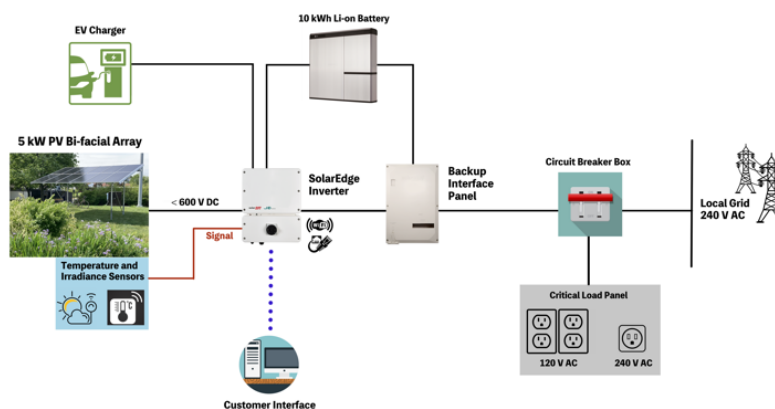 EV Charger
10 kWh Li-on Battery
5 kW PV Bi-facial Array
SolarEdge
Inverter
Backup
Interface
Panel
Circuit Breaker Box
< 600 V DC
Local Grid
240 V AC
Signal
WiFi
Temperature and
Irradiance Sensors
°C
Critical Load Panel
120 V AC
240 V AC
Customer Interface